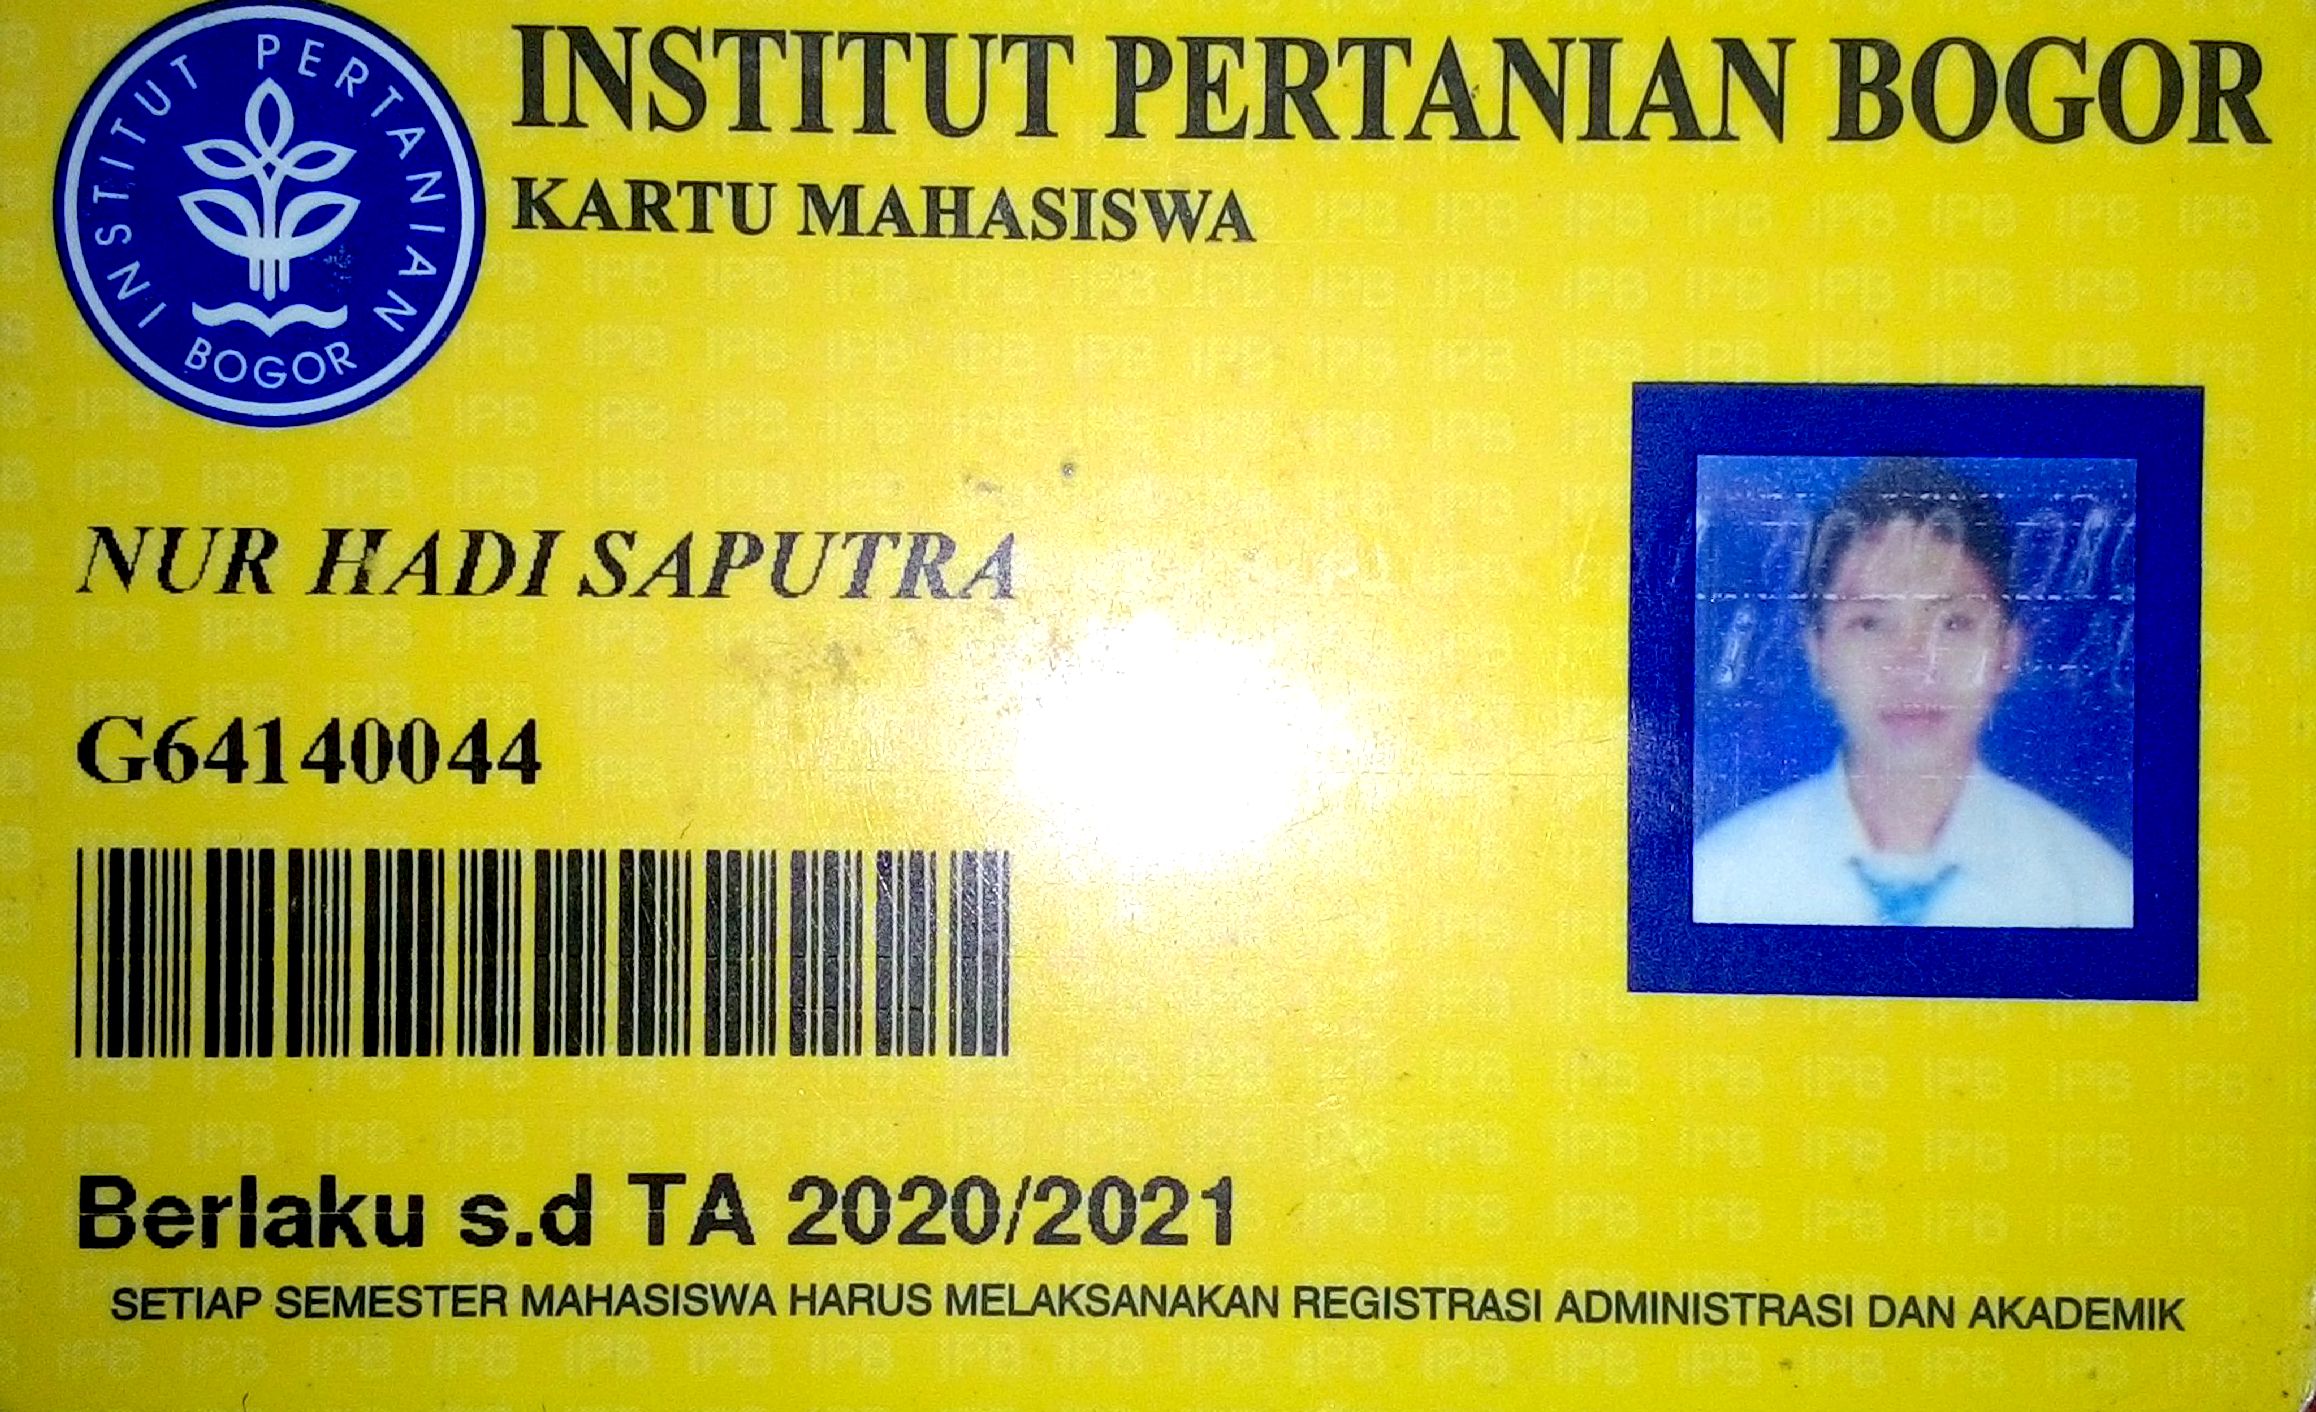 INSTITUT PERTANIAN BOGOR
INSTITUT PERTANIAN BOGOR
KARTU MAHASISWA
NUR HADI SAPUTRA
G64140044
Berlaku s.d TA 2020/2021
SETIAP SEMESTER MAHASISWA HARUS MELAKSANAKAN REGISTRASI ADMINISTRASI DAN AKADEMIK